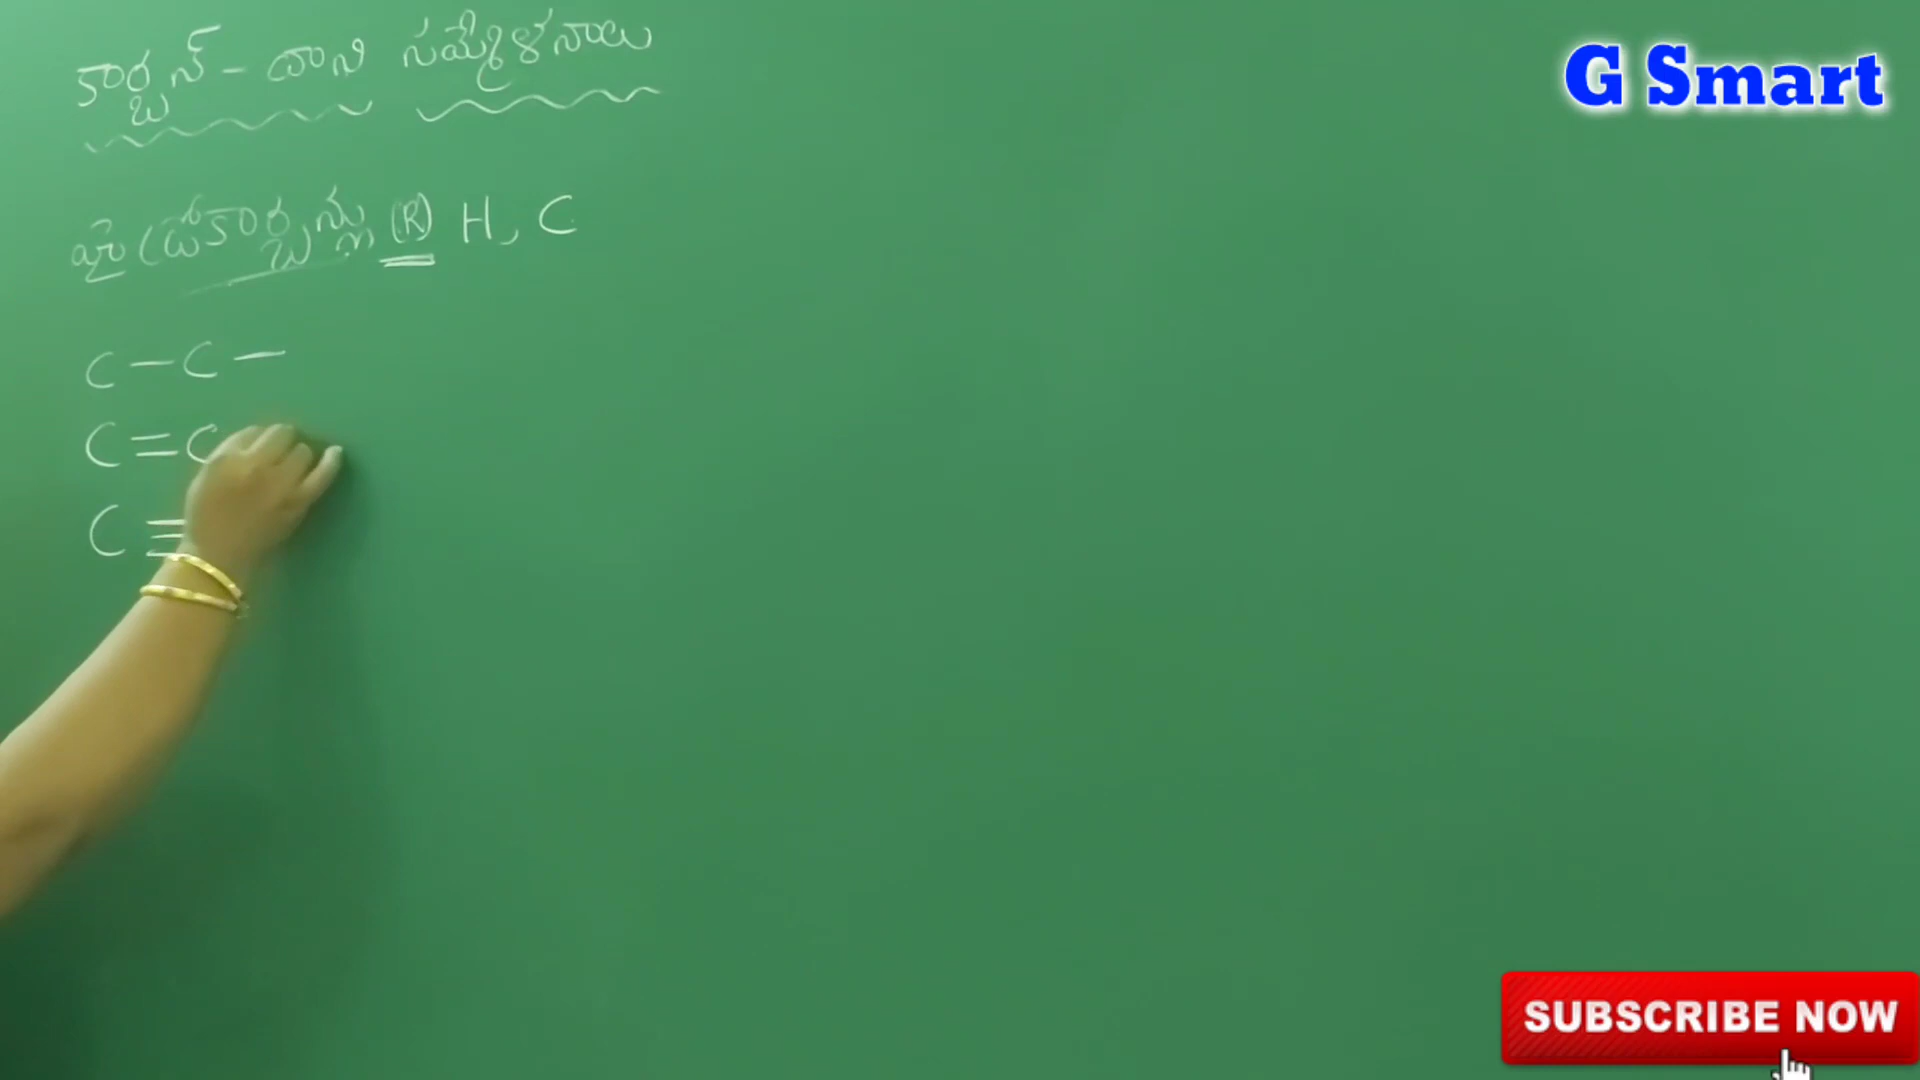 కార్బన్ - దాని సమ్మేళనాలు
G Smart
హైడ్రోకార్బన్లు (R) H, C
C - C -
C = C
C ≡
SUBSCRIBE NOW